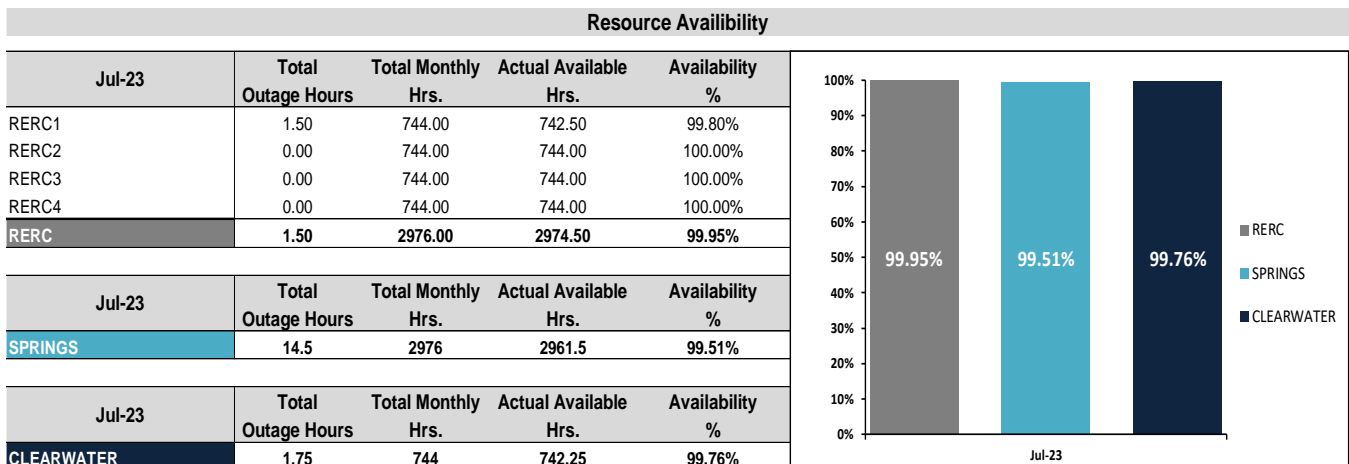 Resource Availibility
Jul-23 Total Total Monthly Actual Available Availability
Outage Hours Hrs. Hrs. %
RERC1 1.50 744.00 742.50 99.80%
RERC2 0.00 744.00 744.00 100.00%
RERC3 0.00 744.00 744.00 100.00%
RERC4 0.00 744.00 744.00 100.00%
RERC 1.50 2976.00 2974.50 99.95%
Jul-23 Total Total Monthly Actual Available Availability
Outage Hours Hrs. Hrs. %
SPRINGS 14.5 2976 2961.5 99.51%
Jul-23 Total Total Monthly Actual Available Availability
Outage Hours Hrs. Hrs. %
CLEARWATER 1.75 744 742.25 99.76%
100%
90%
80%
70%
60%
50%
40%
30%
20%
10%
0%
99.95% 99.51% 99.76%
Jul-23
RERC
SPRINGS
CLEARWATER